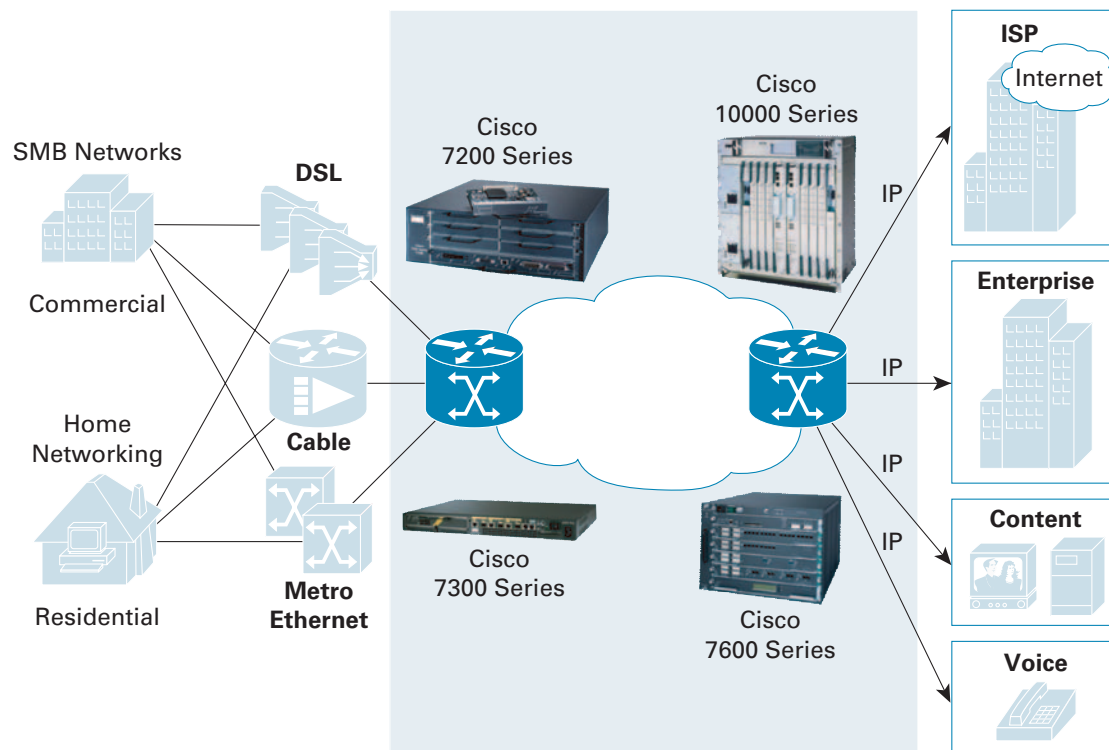 SMB Networks
Commercial
Home
Networking
Residential
DSL
Cable
Metro
Ethernet
Cisco
7200 Series
Cisco
10000 Series
Cisco
7300 Series
Cisco
7600 Series
IP
IP
IP
IP
ISP
Internet
Enterprise
Content
Voice